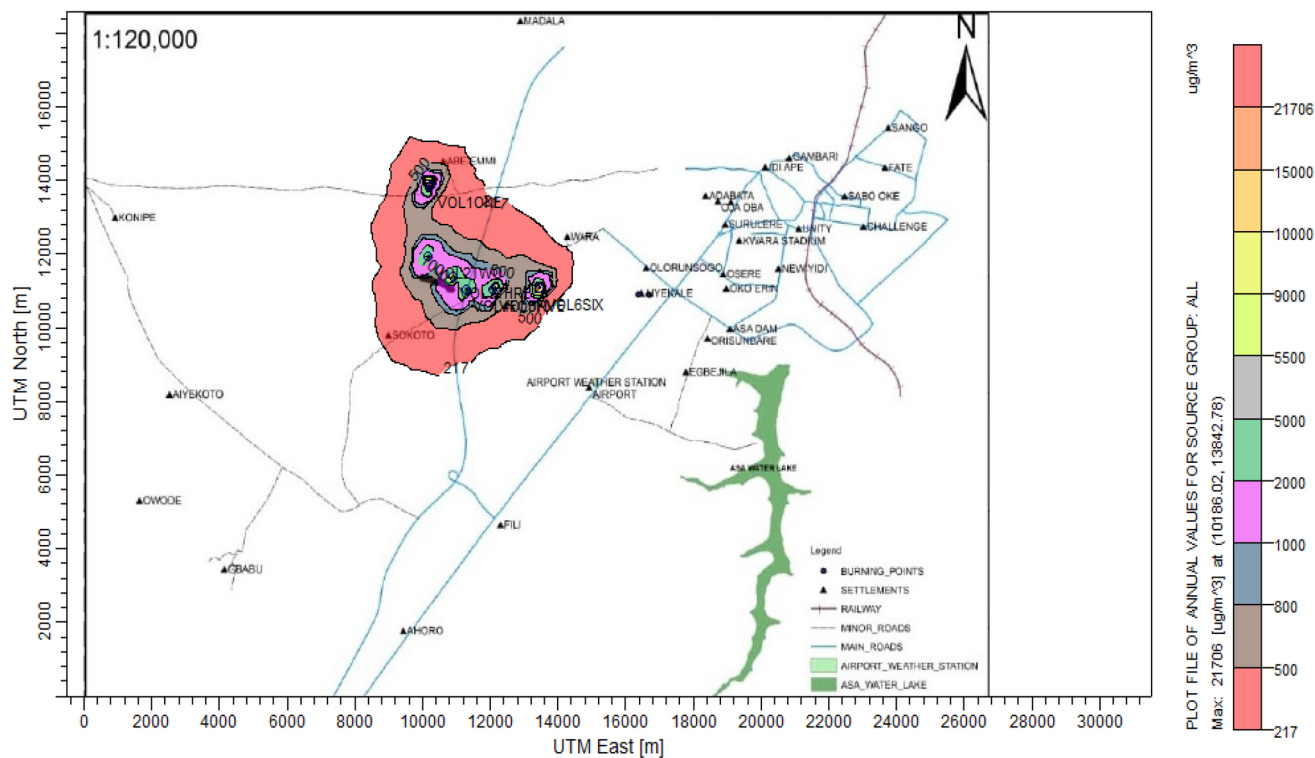 1:120,000
N
MADALA
SANGO
GAMBARI
IDI APE
FATE
ADABATA
OJA OBA
SABO OKE
SURULERE
UNITY
CHALLENGE
KWARA STADIUM
OLORUNSOGO
OSERE
NEW YIDI
OKO ERIN
ASA DAM
ORISUNBARE
EGBEJILA
AIRPORT WEATHER STATION
AIRPORT
KONIPE
500
WARA
500
VOL6SIX
500
SOKOTO
217
AIYEKOTO
OWODE
FILI
GBABU
AHORO
ASA WATER LAKE
Legend
BURNING_POINTS
SETTLEMENTS
RAILWAY
MINOR_ROADS
MAIN_ROADS
AIRPORT_WEATHER_STATION
ASA_WATER_LAKE
UTM North [m]
16000
14000
12000
10000
8000
6000
4000
2000
0
2000
4000
6000
8000
10000
12000
14000
16000
18000
20000
22000
24000
26000
28000
30000
UTM East [m]
PLOT FILE OF ANNUAL VALUES FOR SOURCE GROUP: ALL
ug/m^3
Max: 21706 [ug/m^3] at (10186.02, 13842.78)
21706
15000
10000
9000
5500
5000
2000
1000
800
500
217